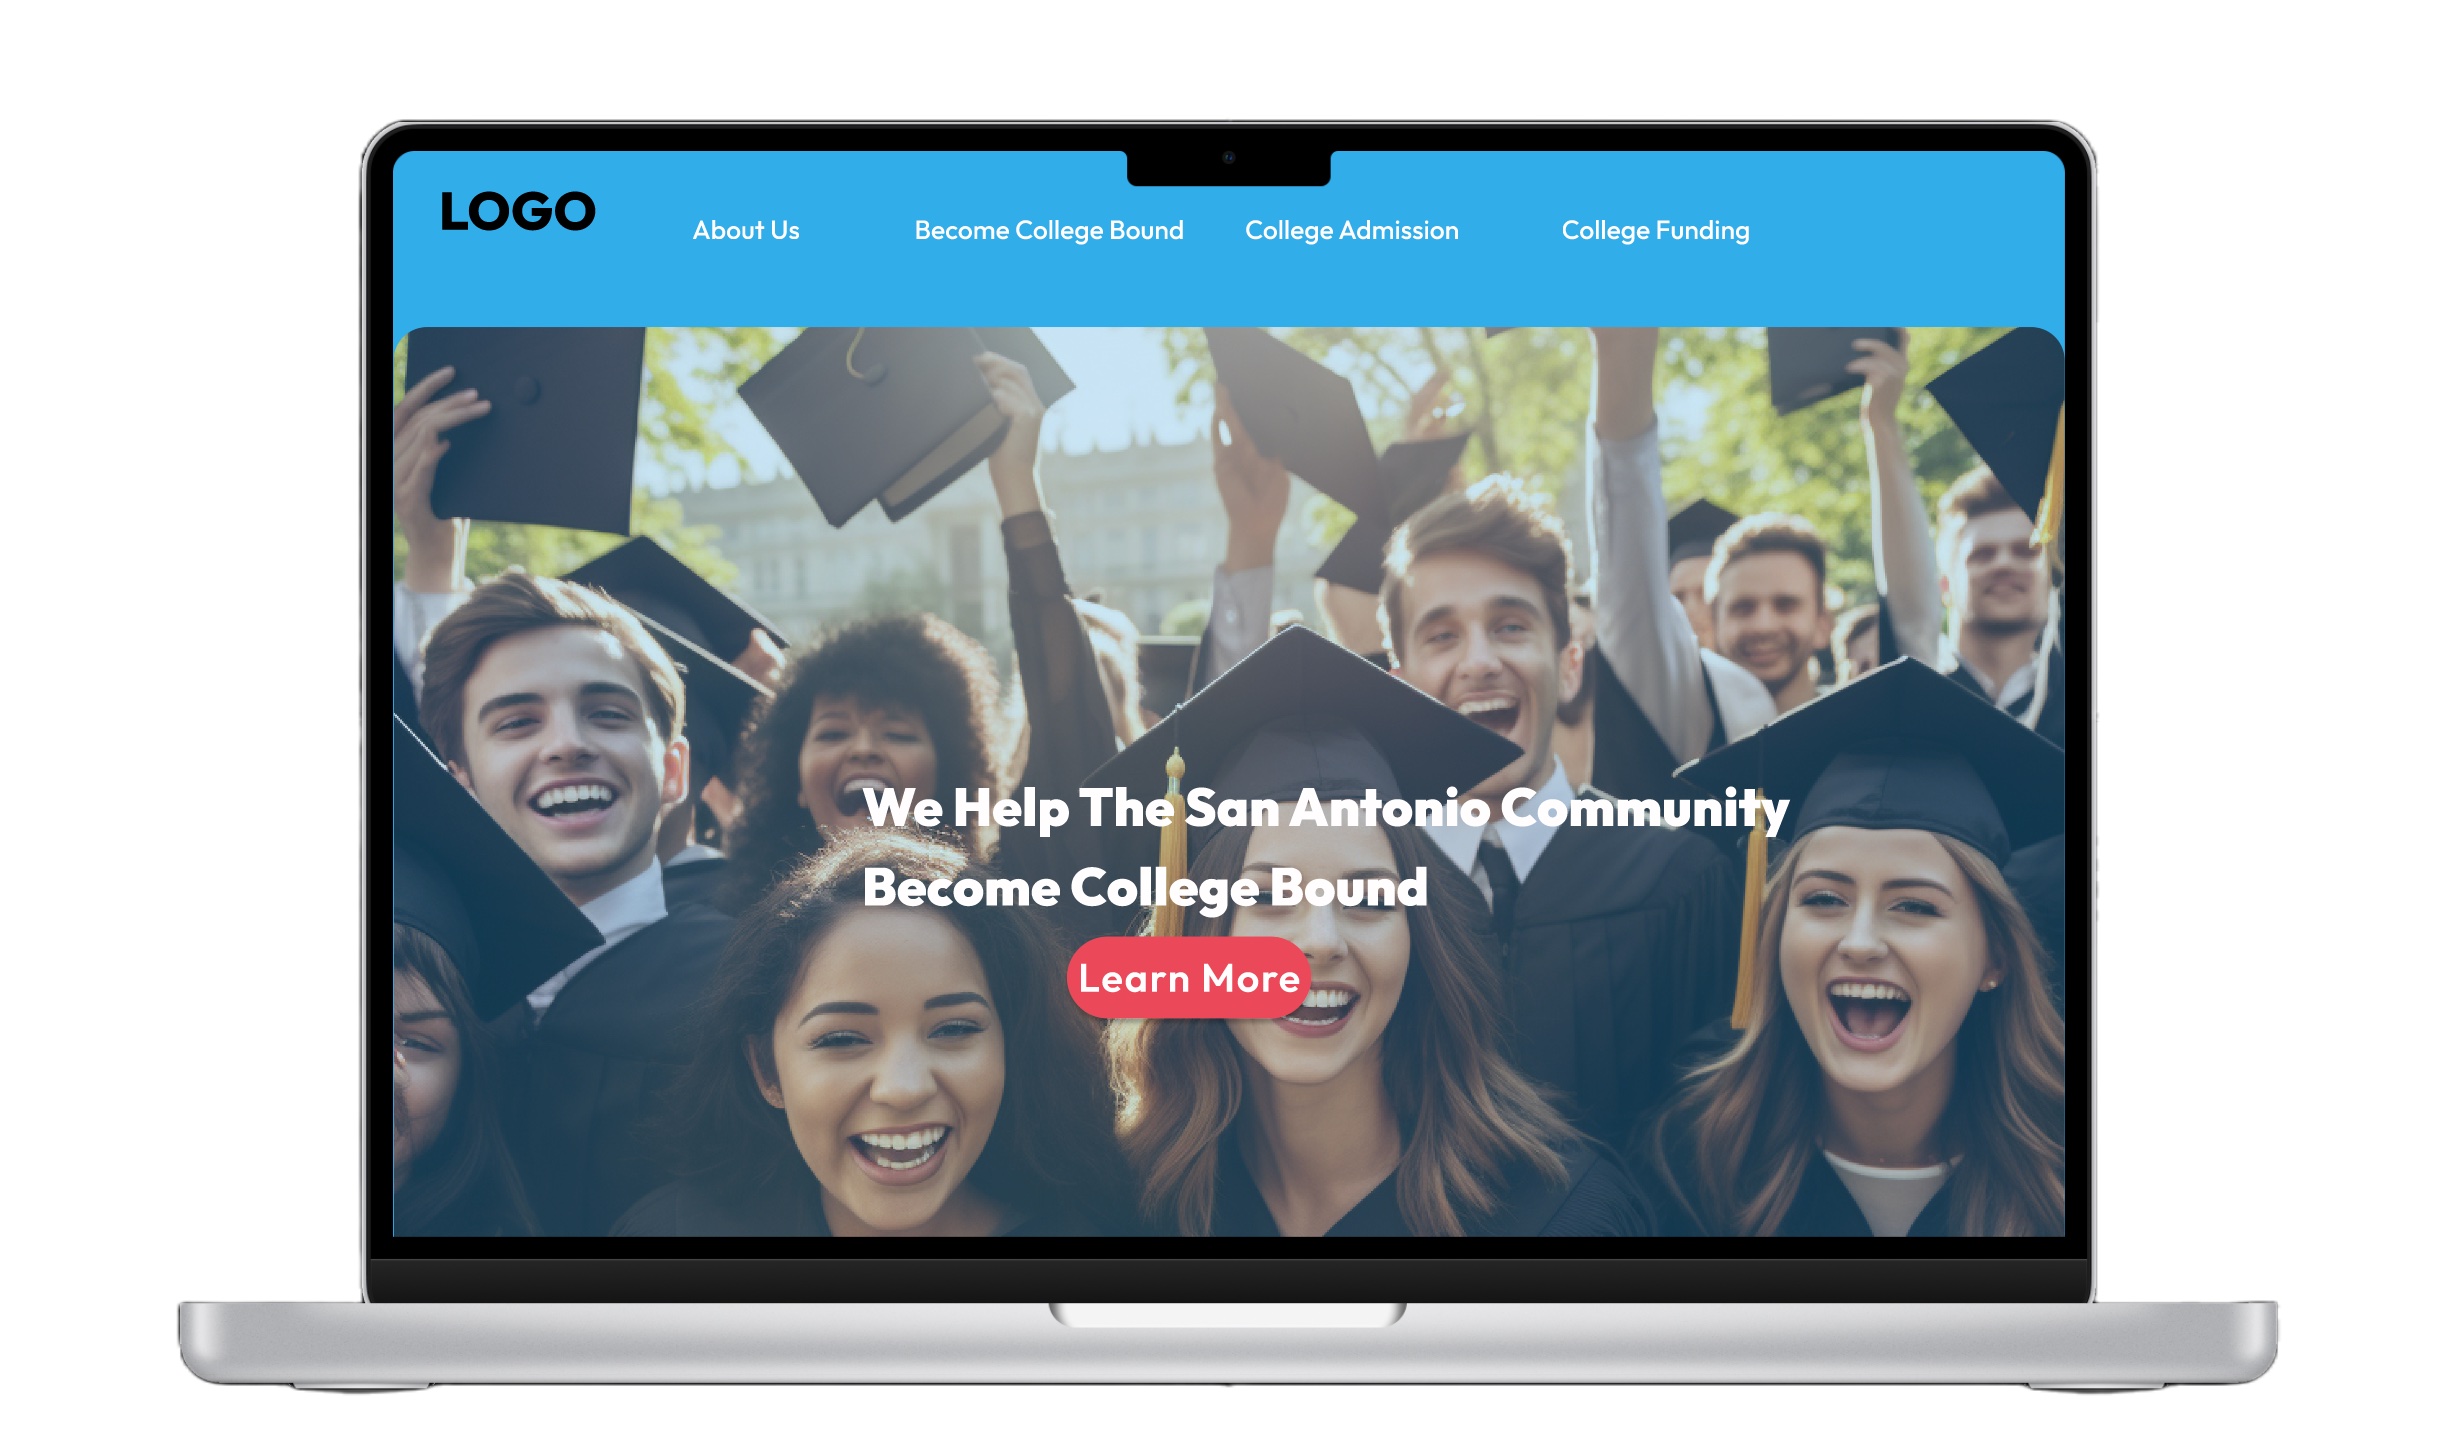 LOGO
About Us
Become College Bound
College Admission
College Funding
We Help The San Antonio Community
Become College Bound
Learn More